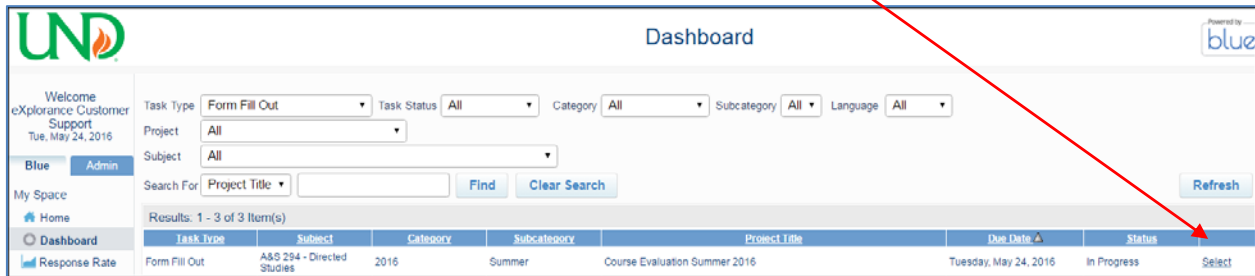 UND
Dashboard
Powered by
blue
Welcome
eXplorance Customer
Support
Tue, May 24, 2016
Blue Admin
My Space
Home
Dashboard
Response Rate
Task Type Form Fill Out Task Status All Category All Subcategory All Language All
Project All
Subject All
Search For Project Title Find Clear Search Refresh
Results: 1 - 3 of 3 Item(s)
Task Type Subject Category Subcategory Project Title Due Date Status
Form Fill Out A&S 294 - Directed Studies 2016 Summer Course Evaluation Summer 2016 Tuesday, May 24, 2016 In Progress Select